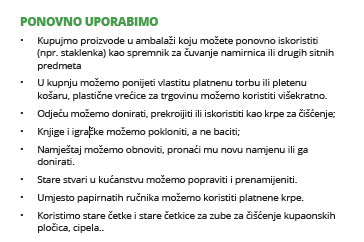 PONOVNO UPORABIMO
• Kupujmo proizvode u ambalaži koju možete ponovno iskoristiti
(npr. staklenka) kao spremnik za čuvanje namirnica ili drugih sitnih
predmeta
• U kupnju možemo ponijeti vlastitu platnenu torbu ili pletenu
košaru, plastične vrećice za trgovinu možemo koristiti višekratno.
• Odjeću možemo donirati, prekrojiti ili iskoristiti kao krpe za čišćenje;
• Knjige i igračke možemo pokloniti, a ne baciti;
• Namještaj možemo obnoviti, pronaći mu novu namjenu ili ga
donirati.
• Stare stvari u kućanstvu možemo popraviti i prenamijeniti.
• Umjesto papirnatih ručnika možemo koristiti platnene krpe.
• Koristimo stare četke i stare četkice za zube za čišćenje kupaonskih
pločica, cipela..